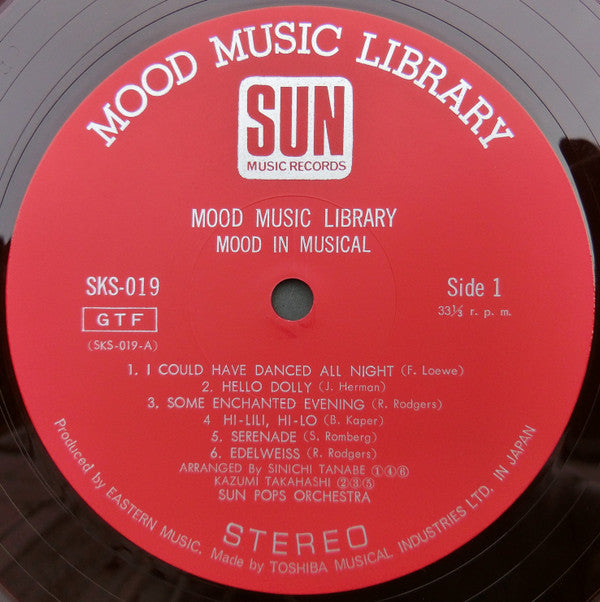 MOOD MUSIC LIBRARY
SUN
MUSIC RECORDS
MOOD MUSIC LIBRARY
MOOD IN MUSICAL
SKS-019
Side 1
GTF
33⅓ r. p. m.
(SKS-019-A)
1. I COULD HAVE DANCED ALL NIGHT (F. Loewe)
2. HELLO DOLLY (J. Herman)
3. SOME ENCHANTED EVENING (R. Rodgers)
4 HI-LILI, HI-LO (B. Kaper)
5. SERENADE (S. Romberg)
6. EDELWEISS (R. Rodgers)
ARRANGED BY SINICHI TANABE ①④⑥
KAZUMI TAKAHASHI ②③⑤
SUN POPS ORCHESTRA
STEREO
Produced by EASTERN MUSIC. Made by TOSHIBA MUSICAL INDUSTRIES LTD. IN JAPAN